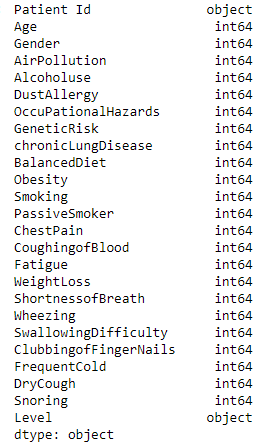 Patient Id object
Age int64
Gender int64
AirPollution int64
Alcoholuse int64
DustAllergy int64
OccuPationalHazards int64
GeneticRisk int64
chronicLungDisease int64
BalancedDiet int64
Obesity int64
Smoking int64
PassiveSmoker int64
ChestPain int64
CoughingofBlood int64
Fatigue int64
WeightLoss int64
ShortnessofBreath int64
Wheezing int64
SwallowingDifficulty int64
ClubbingofFingerNails int64
FrequentCold int64
DryCough int64
Snoring int64
Level object
dtype: object